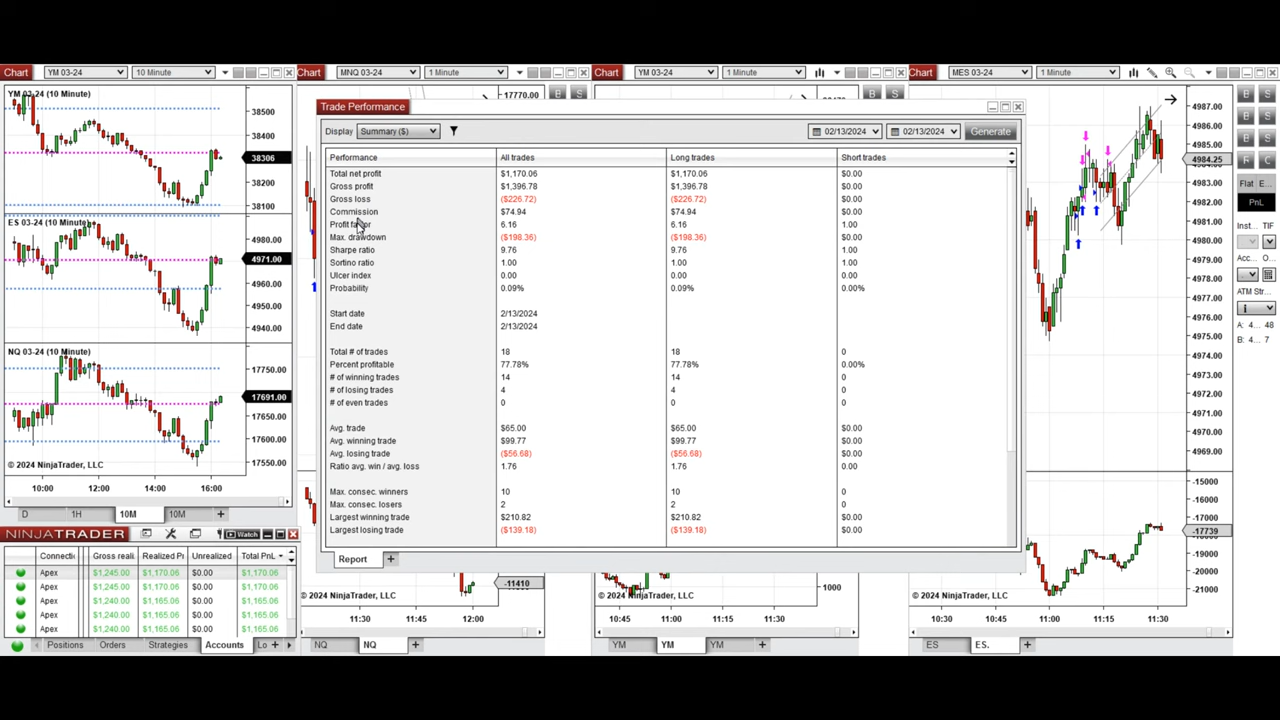 Chart YM 03-24 10 Minute
YM 03-24 (10 Minute)
38500
38400
38306
38200
38100
ES 03-24 (10 Minute)
4980.00
4971.00
4960.00
4950.00
4940.00
NQ 03-24 (10 Minute)
17750.00
17691.00
17600.00
17550.00
© 2024 NinjaTrader, LLC
10:00 12:00 14:00 16:00
D 1H 10M 10M +
NINJATRADER Watch
Connecti Gross reali. Realized P Unrealized Total PnL
Apex $1,245.00 $1,170.06 $0.00 $1,170.06
Apex $1,245.00 $1,170.06 $0.00 $1,170.06
Apex $1,240.00 $1,165.06 $0.00 $1,165.06
Apex $1,240.00 $1,165.06 $0.00 $1,165.06
Apex $1,240.00 $1,165.06 $0.00 $1,165.06
Positions Orders Strategies Accounts Lo +
Chart MNQ 03-24 1 Minute
17770.00
B S
Chart YM 03-24 1 Minute
B S
Trade Performance
Display Summary ($) 02/13/2024 02/13/2024 Generate
Performance All trades Long trades Short trades
Total net profit $1,170.06 $1,170.06 $0.00
Gross profit $1,396.78 $1,396.78 $0.00
Gross loss ($226.72) ($226.72) $0.00
Commission $74.94 $74.94 $0.00
Profit factor 6.16 6.16 1.00
Max. drawdown ($198.36) ($198.36) $0.00
Sharpe ratio 9.76 9.76 1.00
Sortino ratio 1.00 1.00 1.00
Ulcer index 0.00 0.00 0.00
Probability 0.09% 0.09% 0.00%
Start date 2/13/2024
End date 2/13/2024
Total # of trades 18 18 0
Percent profitable 77.78% 77.78% 0.00%
# of winning trades 14 14 0
# of losing trades 4 4 0
# of even trades 0 0 0
Avg. trade $65.00 $65.00 $0.00
Avg. winning trade $99.77 $99.77 $0.00
Avg. losing trade ($56.68) ($56.68) $0.00
Ratio avg. win / avg. loss 1.76 1.76 0.00
Max. consec. winners 10 10 0
Max. consec. losers 2 2 0
Largest winning trade $210.82 $210.82 $0.00
Largest losing trade ($139.18) ($139.18) $0.00
Report +
-11410
© 2024 NinjaTrader, LLC
11:30 11:45 12:00
NQ NQ +
1000
© 2024 NinjaTrader, LLC
10:45 11:00 11:15 11:30
YM YM YM +
Chart MES 03-24 1 Minute
4987.00
4986.00
4985.00
4984.25
4983.00
4982.00
4981.00
4980.00
4979.00
4978.00
4977.00
4976.00
4975.00
4974.00
4973.00
4972.00
4971.00
4970.00
4969.00
-15000
-16000
-17000
-17739
-19000
-20000
-21000
© 2024 NinjaTrader, LLC
11:00 11:15 11:30
ES ES. +
B S
B S
B S
R C
Flat E...
PnL
Inst... TIF
Acc... O...
ATM Str...
A: 4... 48
B: 4... 7